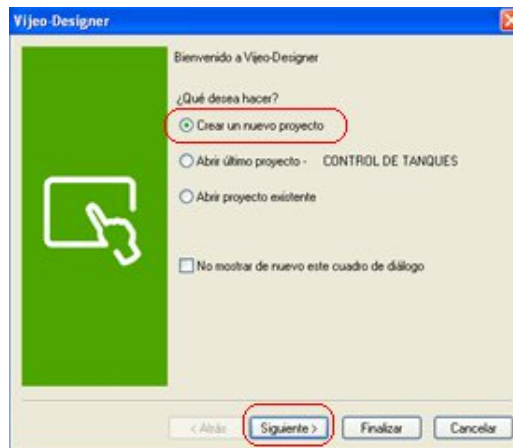 Vijeo-Designer
Bienvenido a Vijeo-Designer
¿Qué desea hacer?
Crear un nuevo proyecto
Abrir último proyecto - CONTROL DE TANQUES
Abrir proyecto existente
No mostrar de nuevo este cuadro de diálogo
< Atrás Siguiente > Finalizar Cancelar